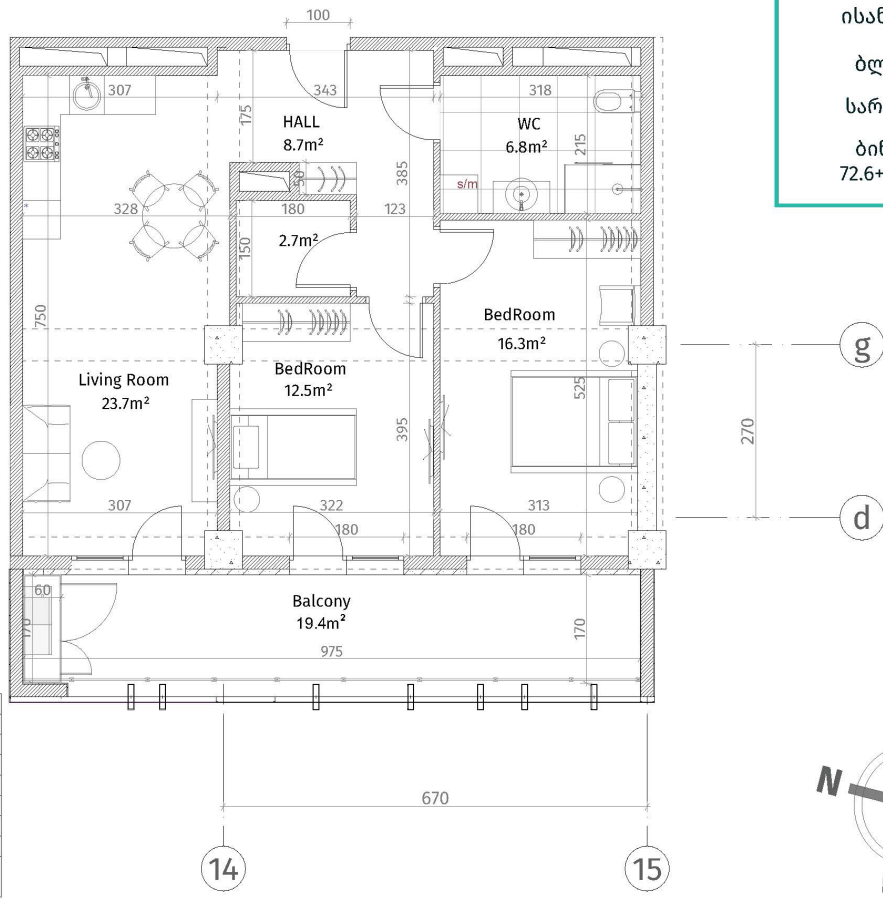 100
307
343
318
HALL
8.7m²
175
WC
6.8m²
215
s/m
50
385
328
180
123
2.7m²
150
750
BedRoom
16.3m²
BedRoom
12.5m²
Living Room
23.7m²
525
395
g
270
d
307
322
313
180
180
60
170
Balcony
19.4m²
170
975
670
14
15
N
72.6+